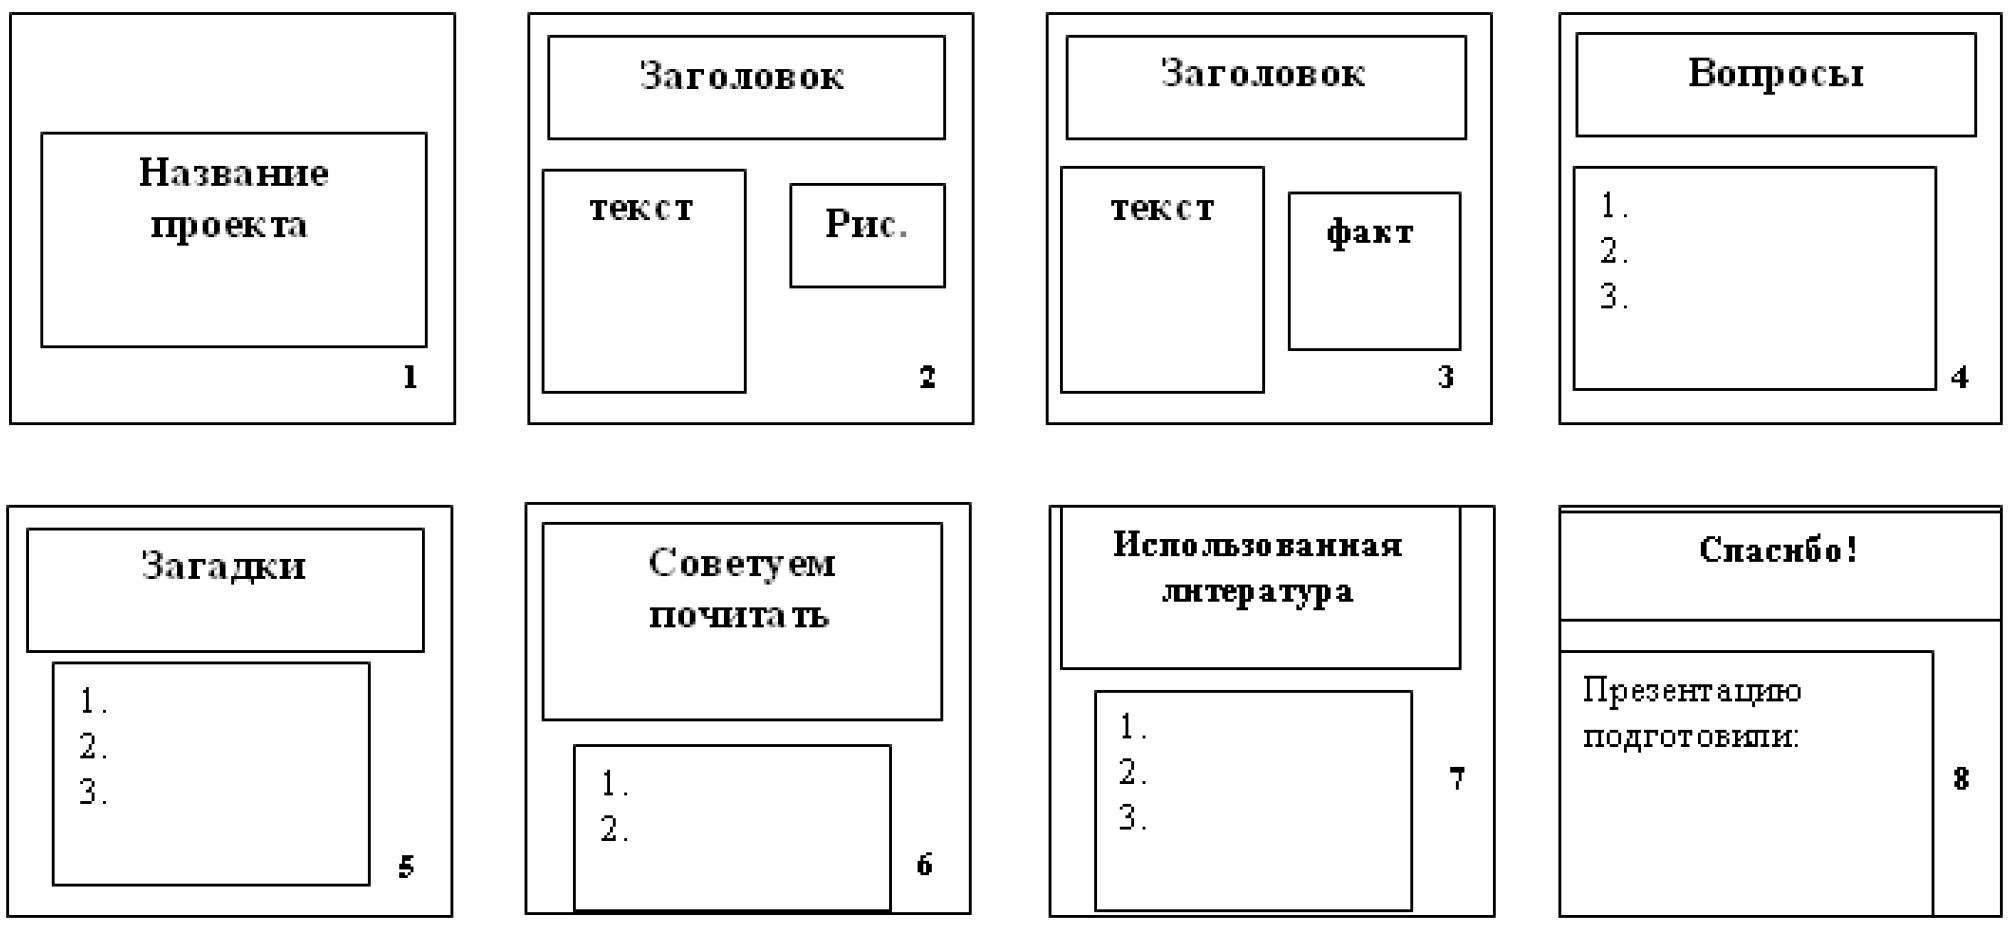 Название
проекта
1
Заголовок
текст
Рис.
2
Заголовок
текст
факт
3
Вопросы
1.
2.
3.
4
Загадки
1.
2.
3.
5
Советуем
почитать
1.
2.
6
Использованная
литература
1.
2.
3.
7
Спасибо!
Презентацию
подготовили:
8